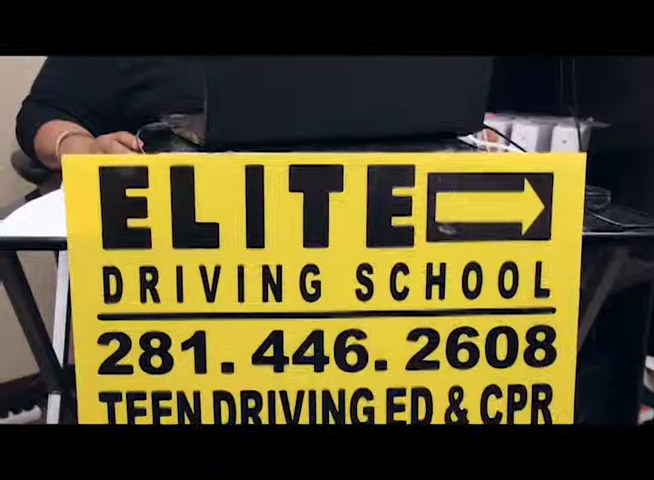 ELITE
DRIVING SCHOOL
281.446.2608
TEEN DRIVING ED & CPR